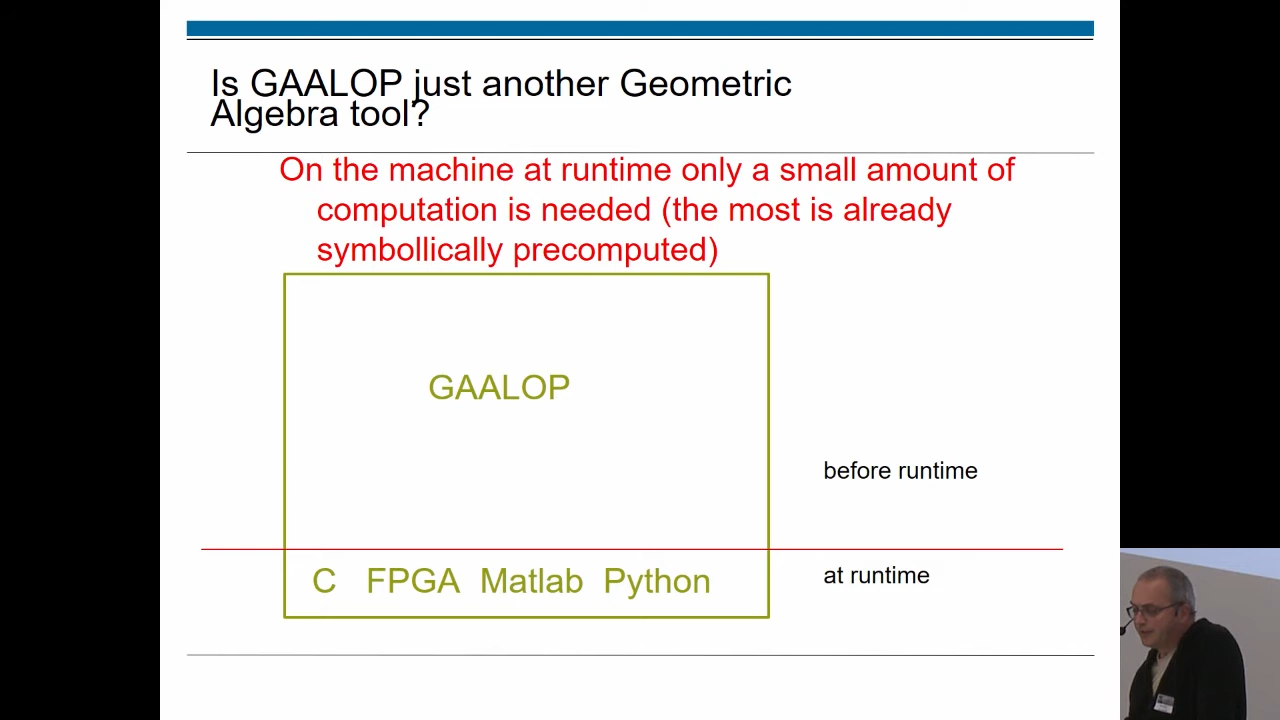 Is GAALOP just another Geometric
Algebra tool?
On the machine at runtime only a small amount of
computation is needed (the most is already
symbollically precomputed)
GAALOP
before runtime
C FPGA Matlab Python
at runtime